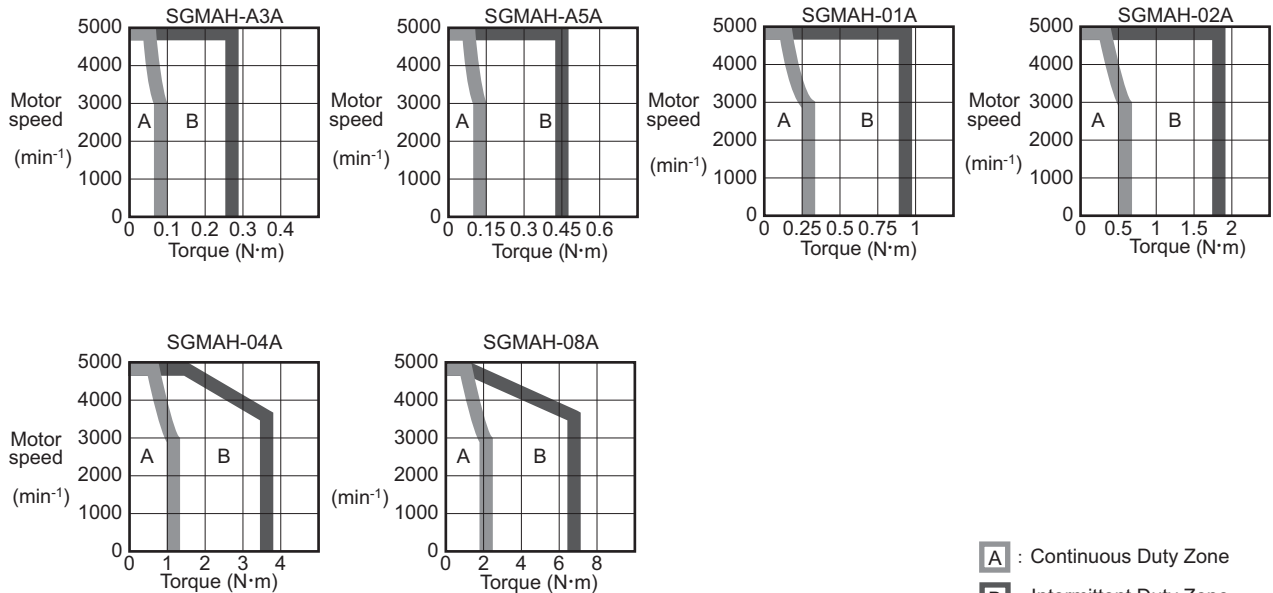 SGMAH-A3A
5000
4000
3000
2000
1000
0
Motor
speed
(min-1)
A
B
0 0.1 0.2 0.3 0.4
Torque (N·m)
SGMAH-A5A
5000
4000
3000
2000
1000
0
Motor
speed
(min-1)
A
B
0 0.15 0.3 0.45 0.6
Torque (N·m)
SGMAH-01A
5000
4000
3000
2000
1000
0
Motor
speed
(min-1)
A
B
0 0.25 0.5 0.75 1
Torque (N·m)
SGMAH-02A
5000
4000
3000
2000
1000
0
Motor
speed
(min-1)
A
B
0 0.5 1 1.5 2
Torque (N·m)
SGMAH-04A
5000
4000
3000
2000
1000
0
Motor
speed
(min-1)
A
B
0 1 2 3 4
Torque (N·m)
SGMAH-08A
5000
4000
3000
2000
1000
0
(min-1)
A
B
0 2 4 6 8
Torque (N·m)
A : Continuous Duty Zone
B : Intermittent Duty Zone